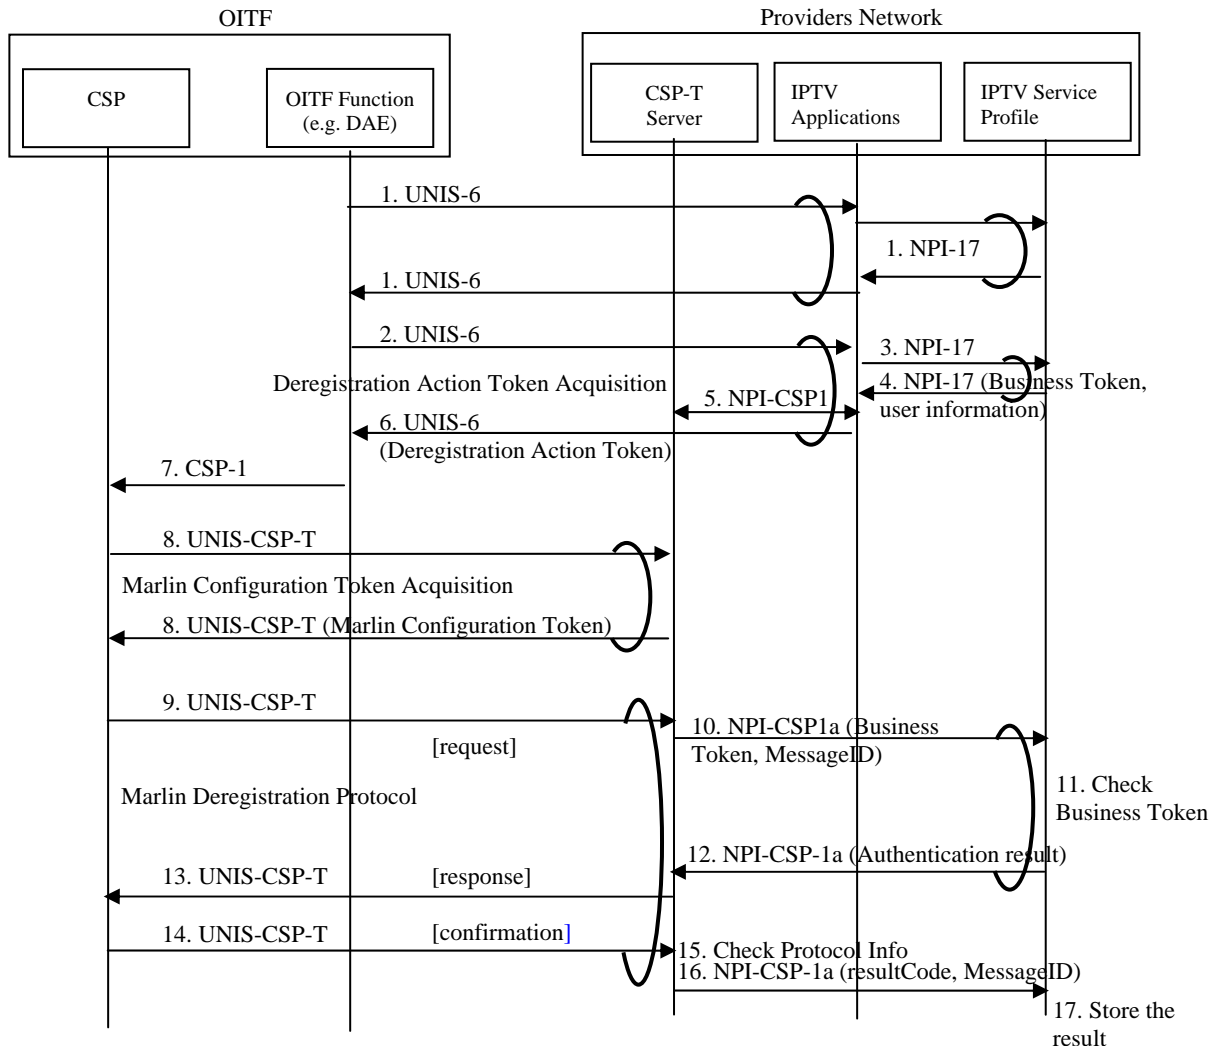 OITF
Providers Network
CSP
OITF Function
(e.g. DAE)
CSP-T
Server
IPTV
Applications
IPTV Service
Profile
1. UNIS-6
1. NPI-17
1. UNIS-6
2. UNIS-6
3. NPI-17
Deregistration Action Token Acquisition
4. NPI-17 (Business Token,
user information)
5. NPI-CSP1
6. UNIS-6
(Deregistration Action Token)
7. CSP-1
8. UNIS-CSP-T
Marlin Configuration Token Acquisition
8. UNIS-CSP-T (Marlin Configuration Token)
9. UNIS-CSP-T
[request]
10. NPI-CSP1a (Business
Token, MessageID)
Marlin Deregistration Protocol
11. Check
Business Token
12. NPI-CSP-1a (Authentication result)
13. UNIS-CSP-T
[response]
14. UNIS-CSP-T
[confirmation]
15. Check Protocol Info
16. NPI-CSP-1a (resultCode, MessageID)
17. Store the
result